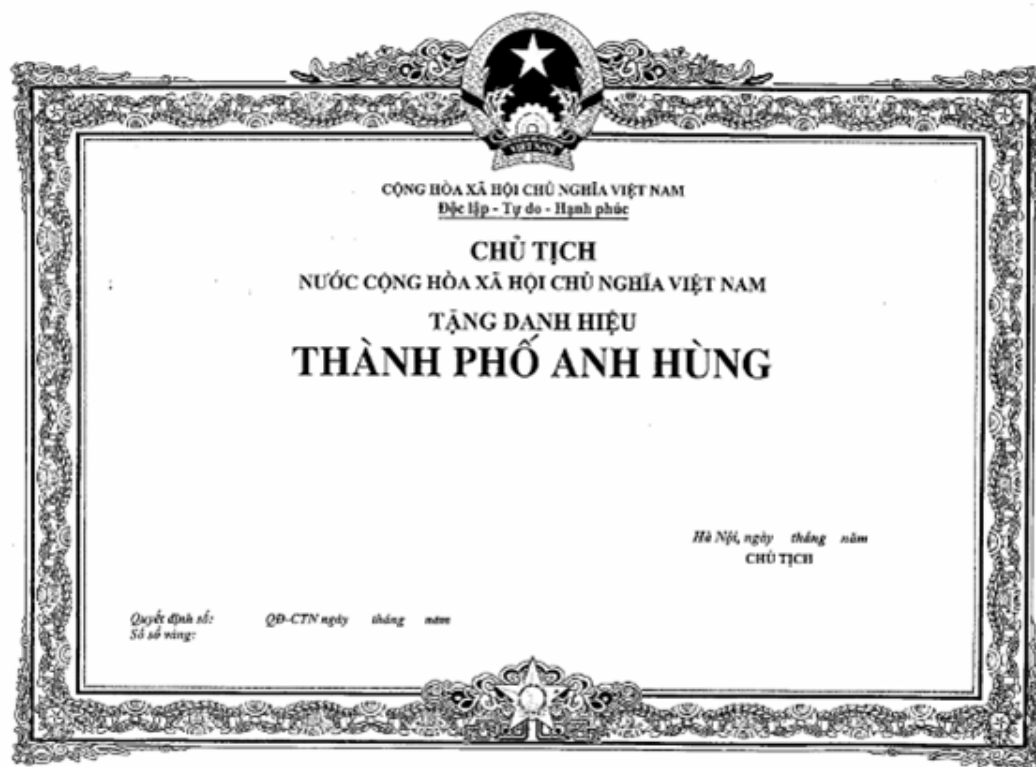 VIỆT NAM
CỘNG HÒA XÃ HỘI CHỦ NGHĨA VIỆT NAM
Độc lập - Tự do - Hạnh phúc
CHỦ TỊCH
NƯỚC CỘNG HÒA XÃ HỘI CHỦ NGHĨA VIỆT NAM
TẶNG DANH HIỆU
THÀNH PHỐ ANH HÙNG
Hà Nội, ngày tháng năm
CHỦ TỊCH
Quyết định số: QĐ-CTN ngày tháng năm
Số sổ vàng: